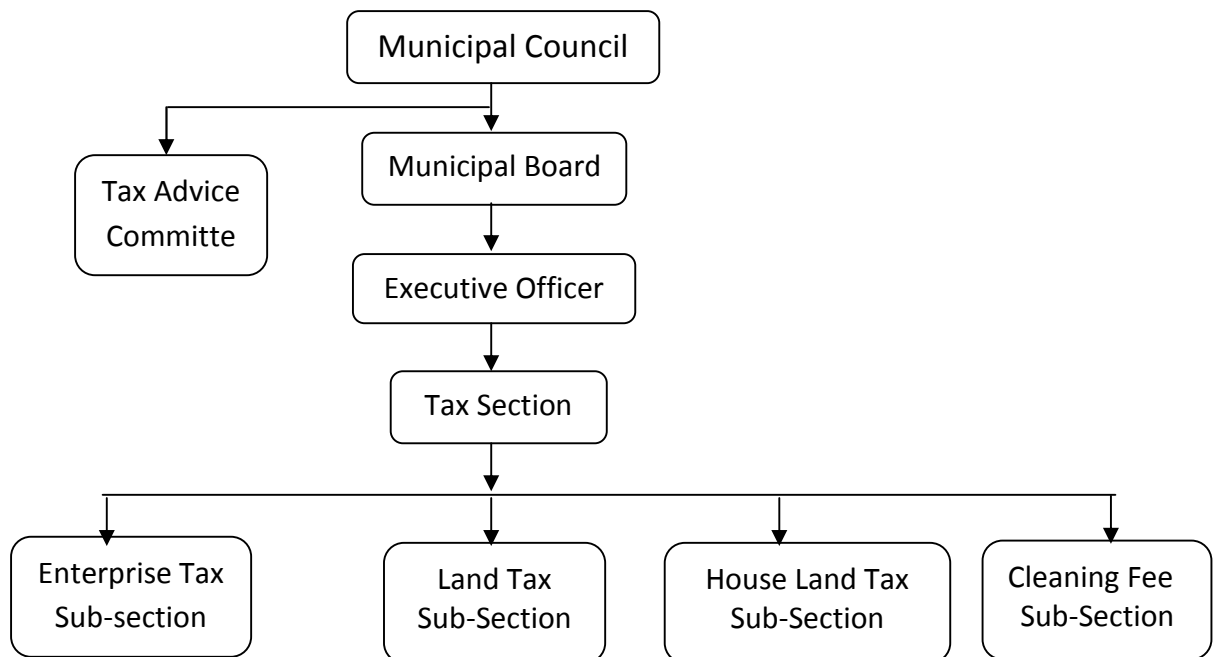 Municipal Council
Municipal Board
Tax Advice
Committe
Executive Officer
Tax Section
Enterprise Tax
Sub-section
Land Tax
Sub-Section
House Land Tax
Sub-Section
Cleaning Fee
Sub-Section